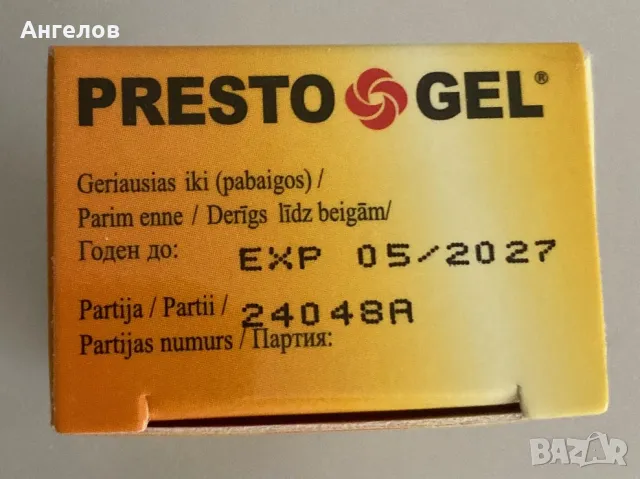 Ангелов
PRESTO GEL®
Geriausias iki (pabaigos) /
Parim enne / Derīgs līdz beigām/
Годен до: EXP 05/2027
Partija / Partii / 24048A
Partijas numurs / Партия:
BAZAR